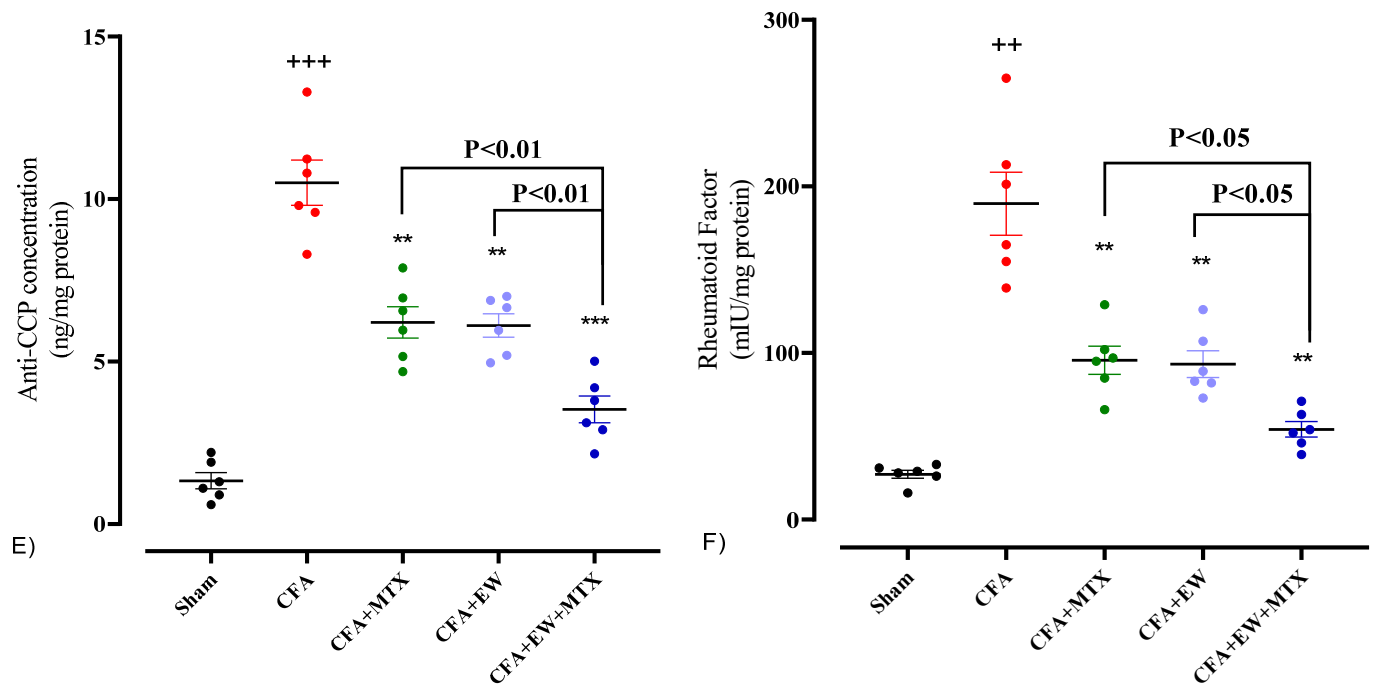 Anti-CCP concentration
(ng/mg protein)
15
10
5
0
+++
P<0.01
P<0.01
**
**
***
E)
Sham
CFA
CFA+MTX
CFA+EW
CFA+EW+MTX
Rheumatoid Factor
(mIU/mg protein)
300
200
100
0
++
P<0.05
P<0.05
**
**
**
F)
Sham
CFA
CFA+MTX
CFA+EW
CFA+EW+MTX